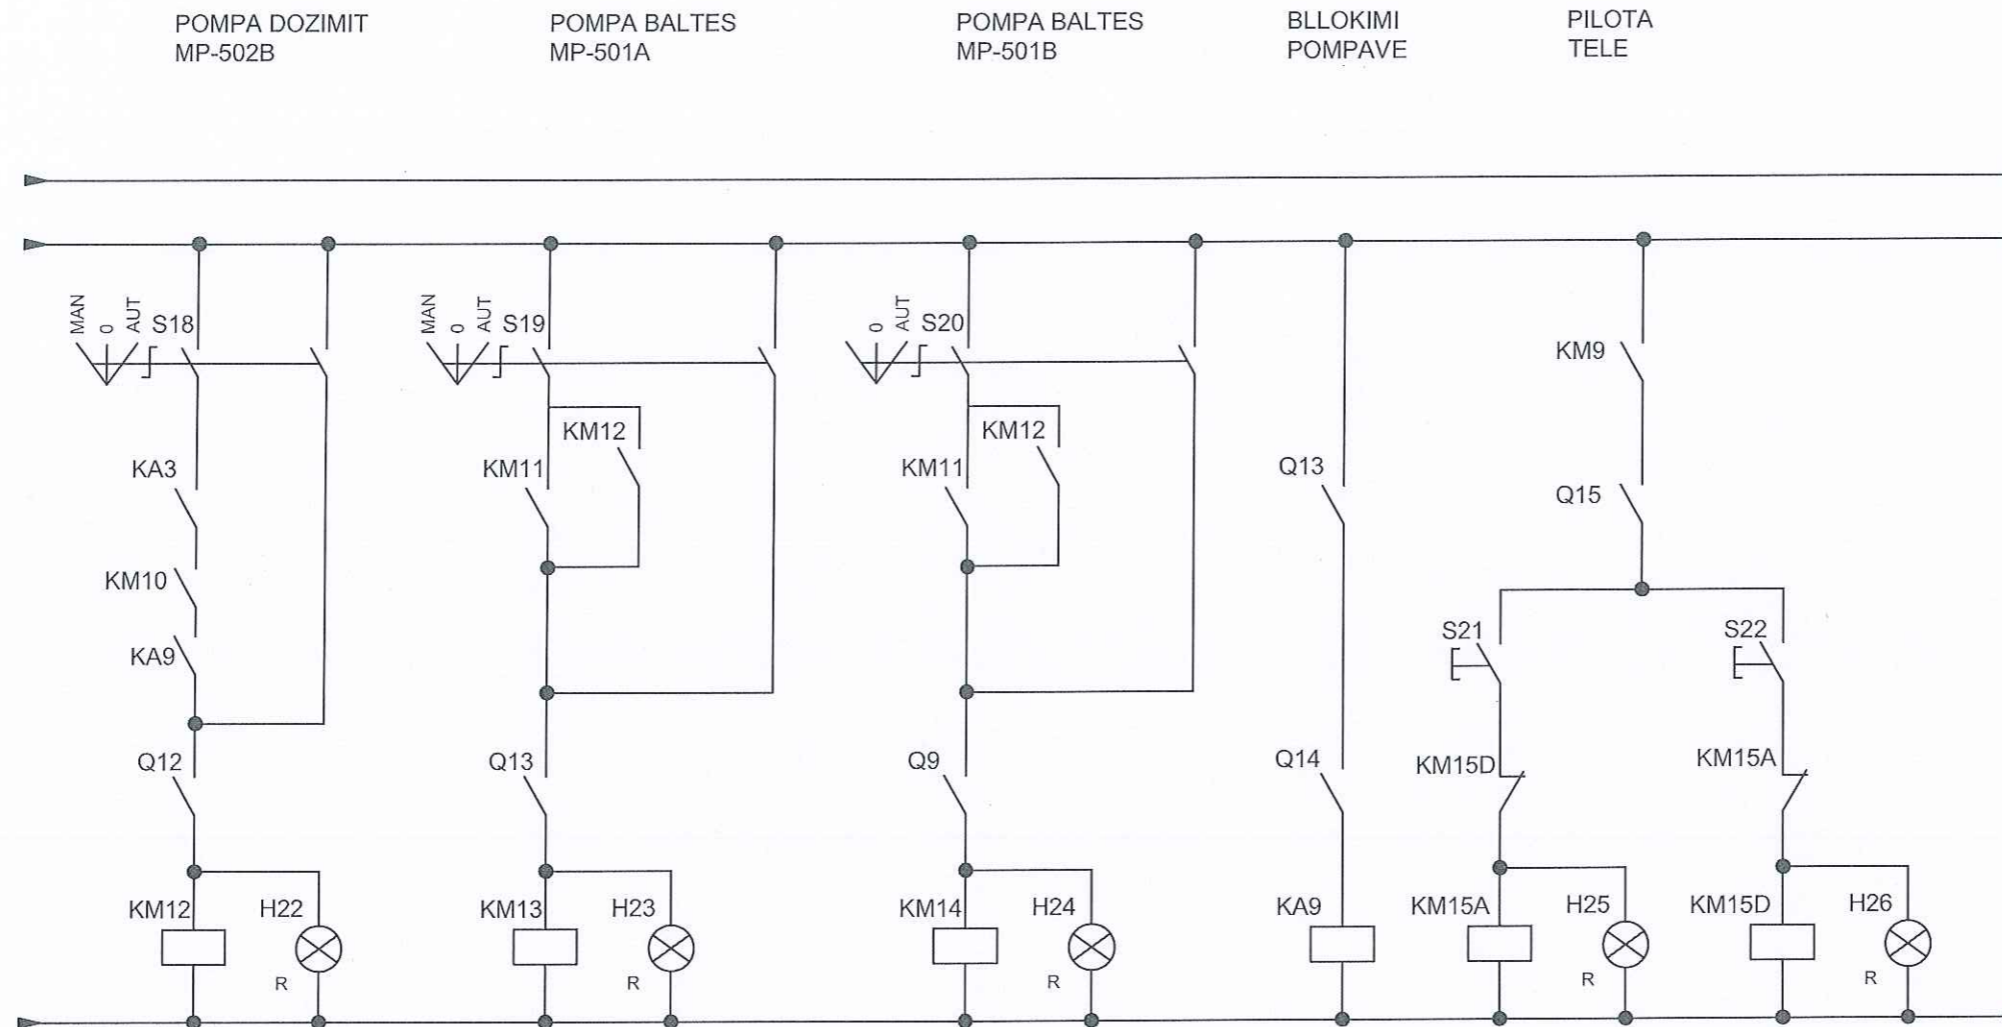 POMPA DOZIMIT
MP-502B
POMPA BALTES
MP-501A
POMPA BALTES
MP-501B
BLLOKIMI
POMPAVE
PILOTA
TELE
MAN
0
AUT
S18
MAN
0
AUT
S19
0
AUT
S20
KM9
KA3
KM10
KA9
KM12
KM11
KM12
KM11
Q13
Q15
S21
S22
Q12
Q13
Q9
Q14
KM15D
KM15A
KM12
H22
R
KM13
H23
R
KM14
H24
R
KA9
KM15A
H25
R
KM15D
H26
R